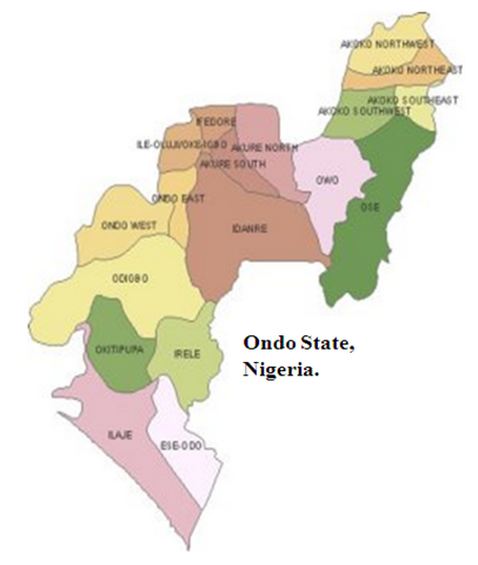 AKOKO NORTHWEST
AKOKO NORTHEAST
AKOKO SOUTHEAST
AKOKO SOUTHWEST
IFEDORE
ILE-OLUJI/OKE-IGBO
AKURE NORTH
AKURE SOUTH
OWO
ONDO EAST
OSE
ONDO WEST
IDANRE
ODIGBO
Ondo State,
Nigeria.
OKITIPUPA
IRELE
ILAJE
ESE-ODO